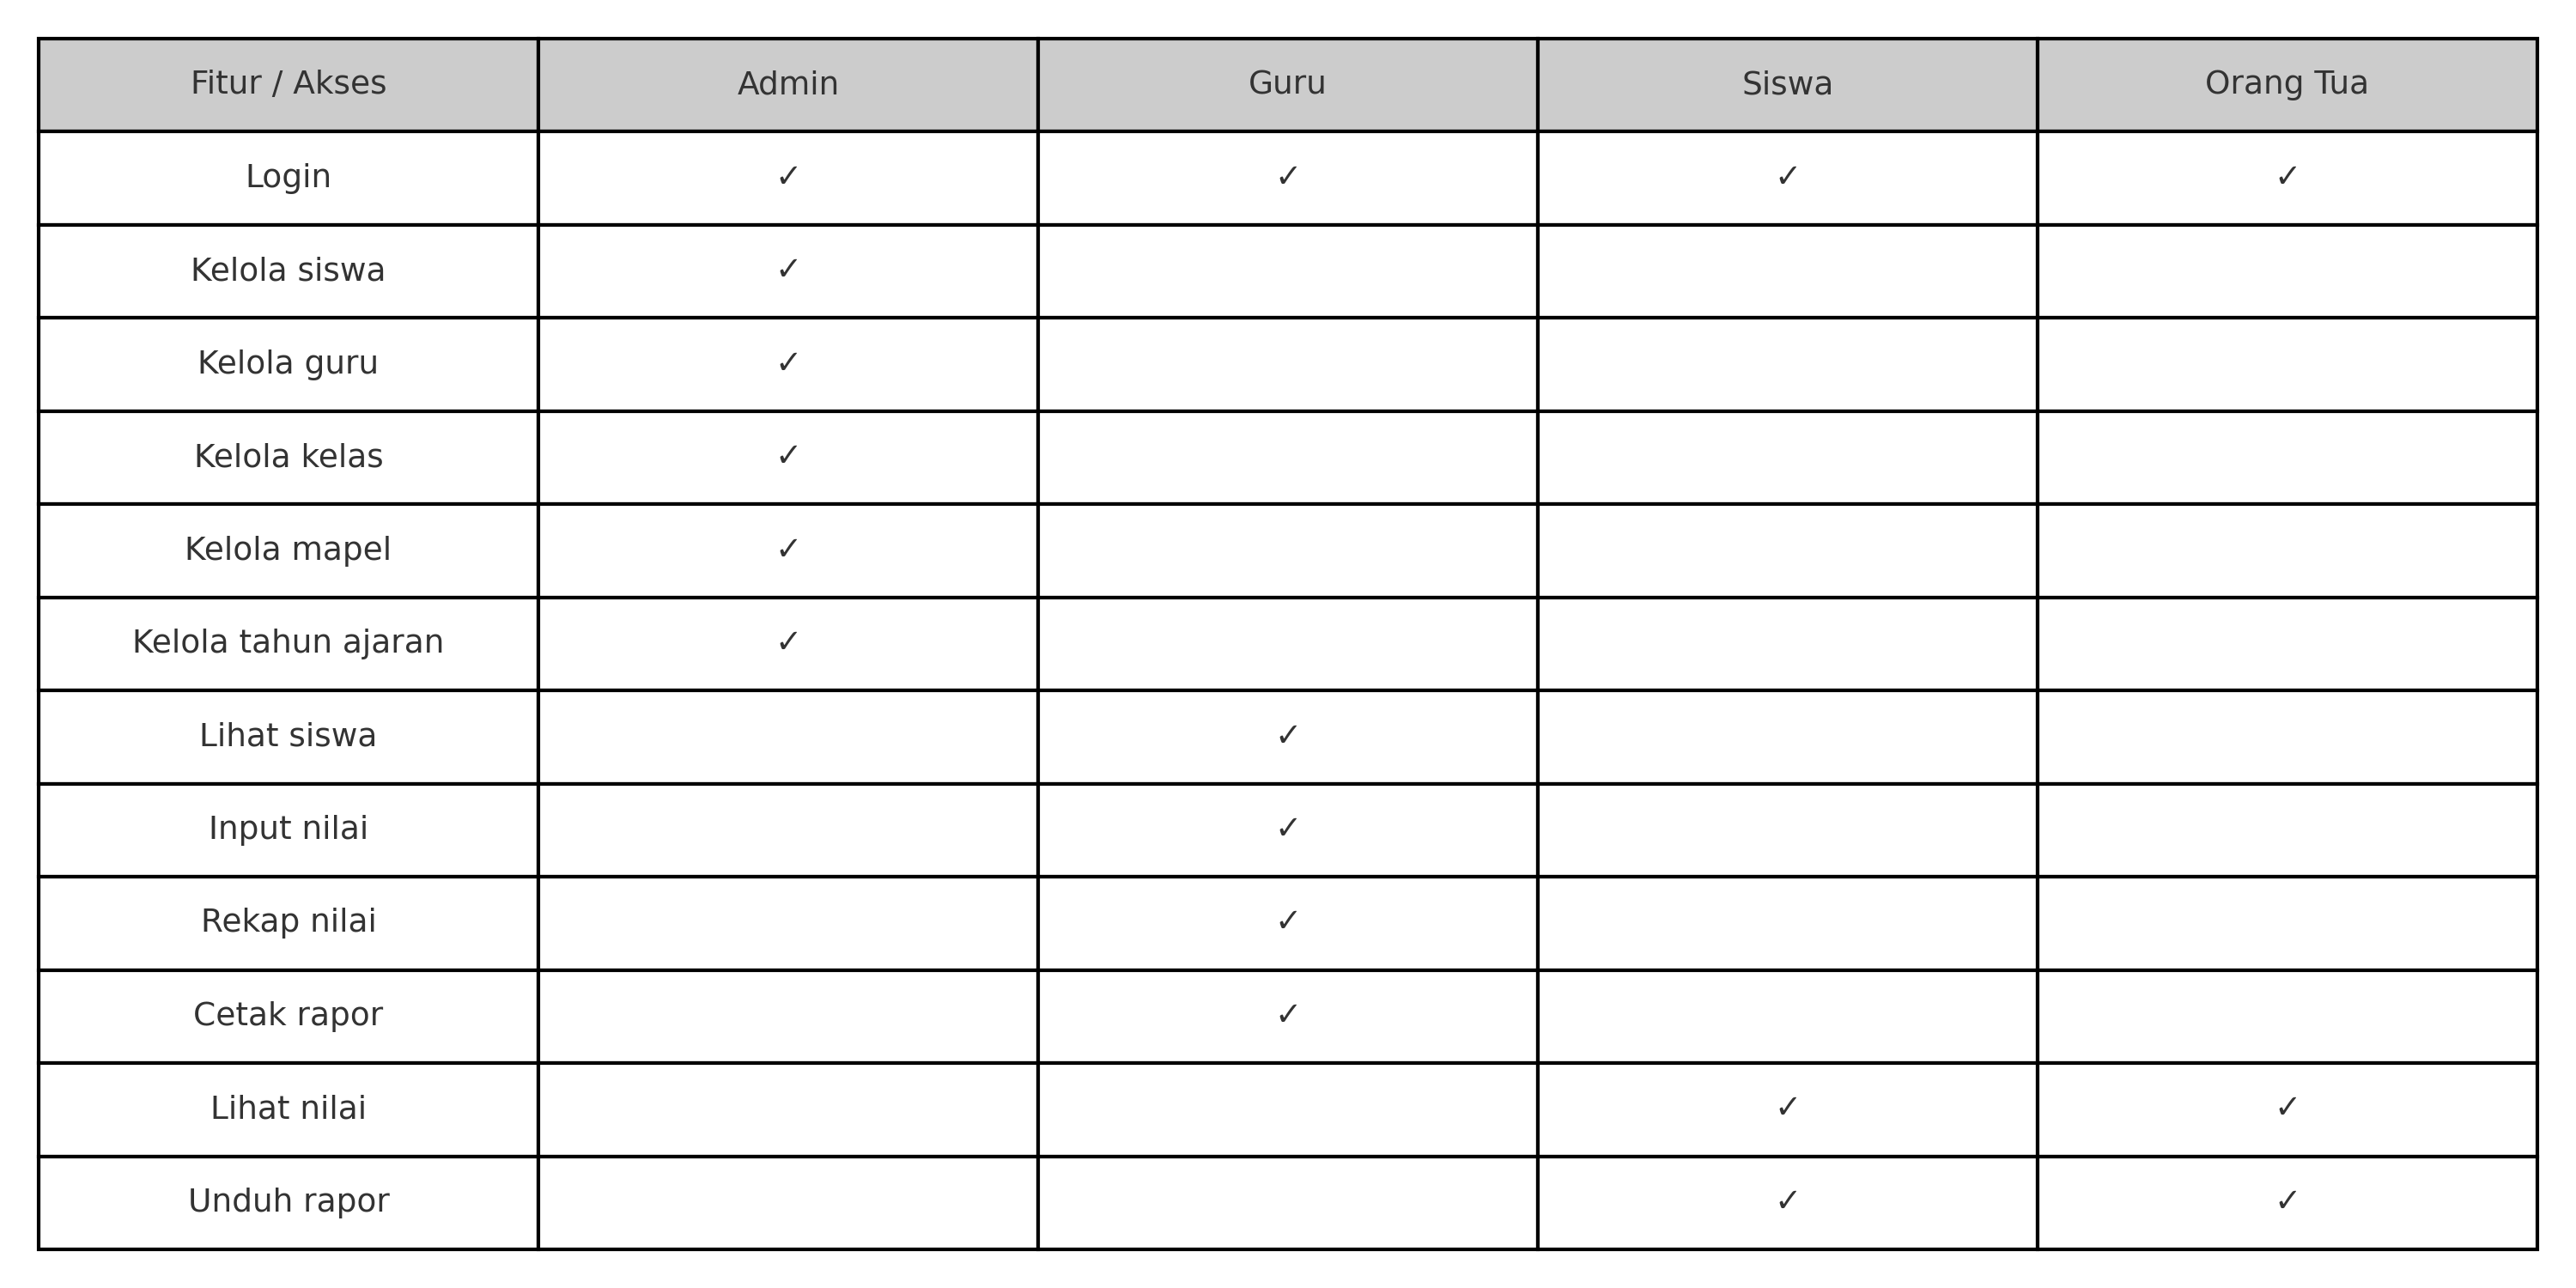 Fitur / Akses Admin Guru Siswa Orang Tua
Login ✓ ✓ ✓ ✓
Kelola siswa ✓
Kelola guru ✓
Kelola kelas ✓
Kelola mapel ✓
Kelola tahun ajaran ✓
Lihat siswa ✓
Input nilai ✓
Rekap nilai ✓
Cetak rapor ✓
Lihat nilai ✓ ✓
Unduh rapor ✓ ✓